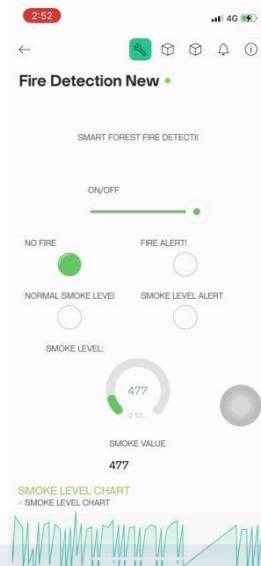 2:52 4G
Fire Detection New
SMART FOREST FIRE DETECTI
ON/OFF
NO FIRE FIRE ALERT!
NORMAL SMOKE LEVEI SMOKE LEVEL ALERT
SMOKE LEVEL:
477
SMOKE VALUE
477
SMOKE LEVEL CHART
SMOKE LEVEL CHART